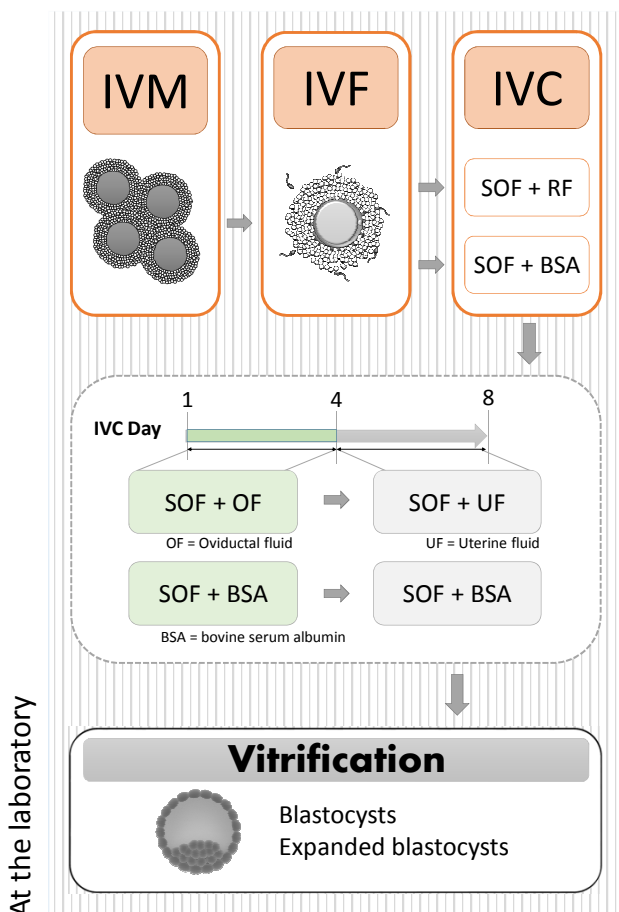 IVM
IVF
IVC
SOF + RF
SOF + BSA
1
4
8
IVC Day
SOF + OF
SOF + UF
OF = Oviductal fluid
UF = Uterine fluid
SOF + BSA
SOF + BSA
BSA = bovine serum albumin
At the laboratory
Vitrification
Blastocysts
Expanded blastocysts